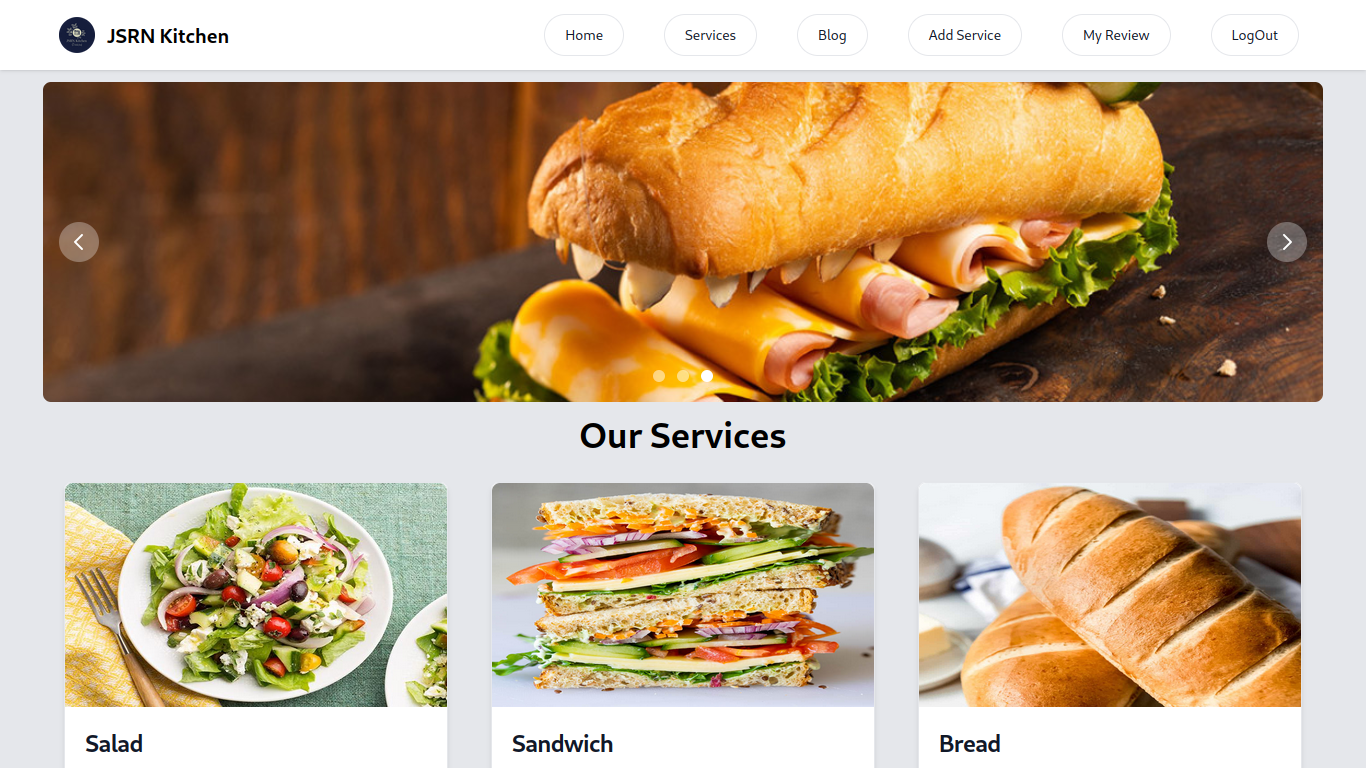 JSRN Kitchen
Home
Services
Blog
Add Service
My Review
LogOut
Our Services
Salad
Sandwich
Bread